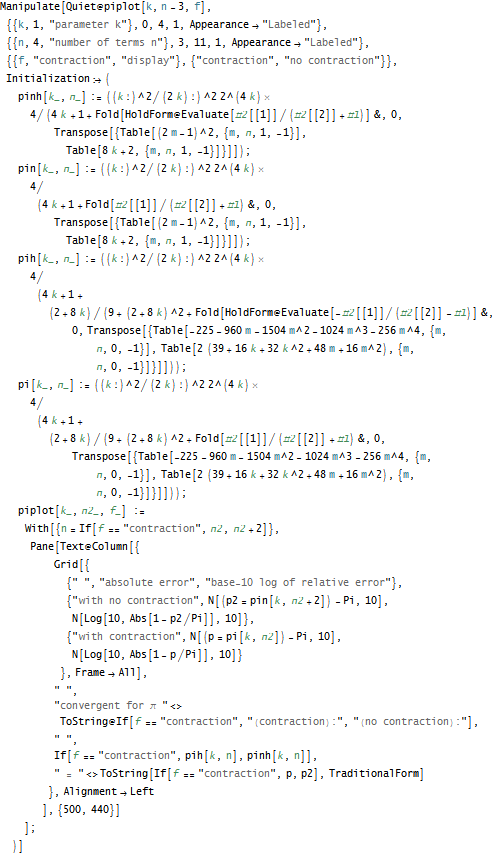 Manipulate[Quiet@piplot[k, n - 3, f],
{{k, 1, "parameter k"}, 0, 4, 1, Appearance → "Labeled"},
{{n, 4, "number of terms n"}, 3, 11, 1, Appearance → "Labeled"},
{{f, "contraction", "display"}, {"contraction", "no contraction"}},
Initialization :→ (
pinh[k_, n_] := ((k!)^2 / (2 k)!)^2 2^(4 k) ×
4 / (4 k + 1 + Fold[HoldForm@Evaluate[#2[[1]] / (#2[[2]] + #1)] &, 0,
Transpose[{Table[(2 m - 1)^2, {m, n, 1, -1}],
Table[8 k + 2, {m, n, 1, -1}]}]]);
pin[k_, n_] := ((k!)^2 / (2 k)!)^2 2^(4 k) ×
4 /
(4 k + 1 + Fold[#2[[1]] / (#2[[2]] + #1) &, 0,
Transpose[{Table[(2 m - 1)^2, {m, n, 1, -1}],
Table[8 k + 2, {m, n, 1, -1}]}]]);
pih[k_, n_] := ((k!)^2 / (2 k)!)^2 2^(4 k) ×
4 /
(4 k + 1 +
(2 + 8 k) / (9 + (2 + 8 k)^2 + Fold[HoldForm@Evaluate[-#2[[1]] / (#2[[2]] - #1)] &,
0, Transpose[{Table[-225 - 960 m - 1504 m^2 - 1024 m^3 - 256 m^4, {m,
n, 0, -1}], Table[2 (39 + 16 k + 32 k^2 + 48 m + 16 m^2), {m,
n, 0, -1}]}]]));
pi[k_, n_] := ((k!)^2 / (2 k)!)^2 2^(4 k) ×
4 /
(4 k + 1 +
(2 + 8 k) / (9 + (2 + 8 k)^2 + Fold[#2[[1]] / (#2[[2]] + #1) &, 0,
Transpose[{Table[-225 - 960 m - 1504 m^2 - 1024 m^3 - 256 m^4, {m,
n, 0, -1}], Table[2 (39 + 16 k + 32 k^2 + 48 m + 16 m^2), {m,
n, 0, -1}]}]]));
piplot[k_, n2_, f_] :=
With[{n = If[f == "contraction", n2, n2 + 2]},
Pane[Text@Column[{
Grid[{
{" ", "absolute error", "base-10 log of relative error"},
{"with no contraction", N[(p2 = pin[k, n2 + 2]) - Pi, 10],
N[Log[10, Abs[1 - p2 / Pi]], 10]},
{"with contraction", N[(p = pi[k, n2]) - Pi, 10],
N[Log[10, Abs[1 - p / Pi]], 10]}
}, Frame → All],
" ",
"convergent for π " <>
ToString@If[f == "contraction", "(contraction):", "(no contraction):"],
" ",
If[f == "contraction", pih[k, n], pinh[k, n]],
" = " <> ToString[If[f == "contraction", p, p2], TraditionalForm]
}, Alignment → Left
], {500, 440}]
];
)]